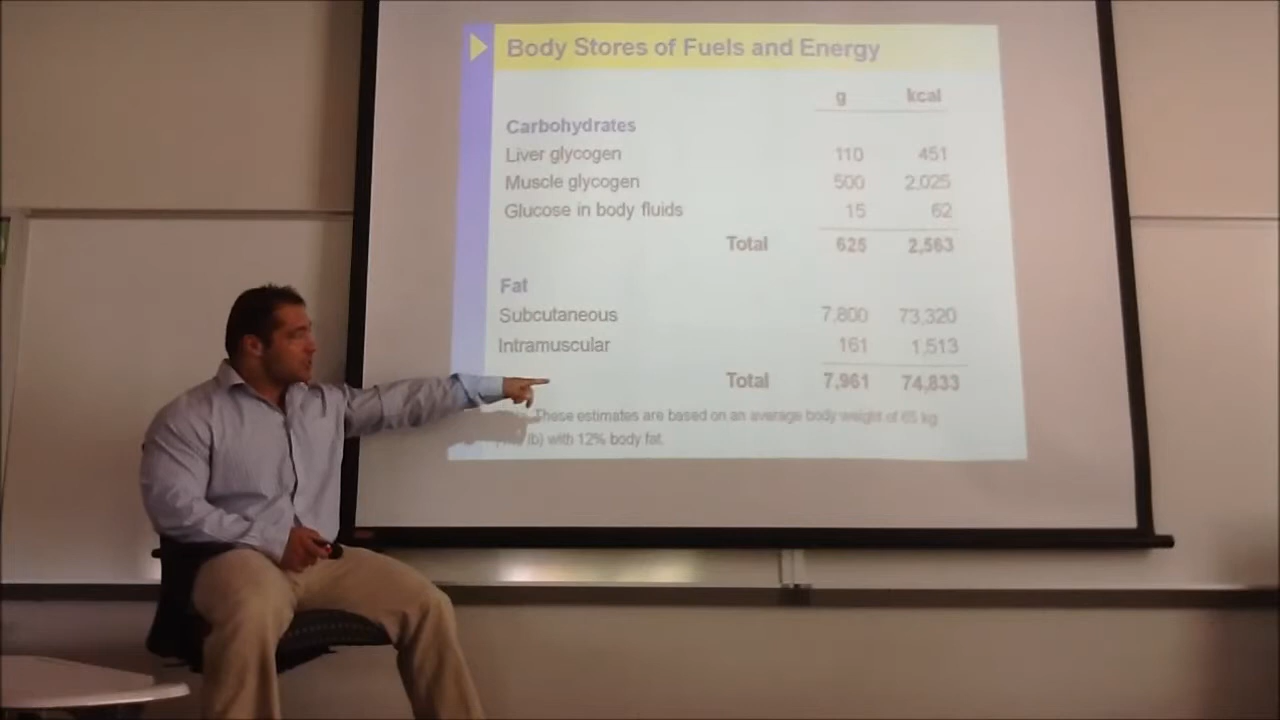 Body Stores of Fuels and Energy
g kcal
Carbohydrates
Liver glycogen 110 451
Muscle glycogen 500 2,025
Glucose in body fluids 15 62
Total 625 2,563
Fat
Subcutaneous 7,800 73,320
Intramuscular 161 1,513
Total 7,961 74,833
These estimates are based on an average body weight of 65 kg
lb) with 12% body fat.